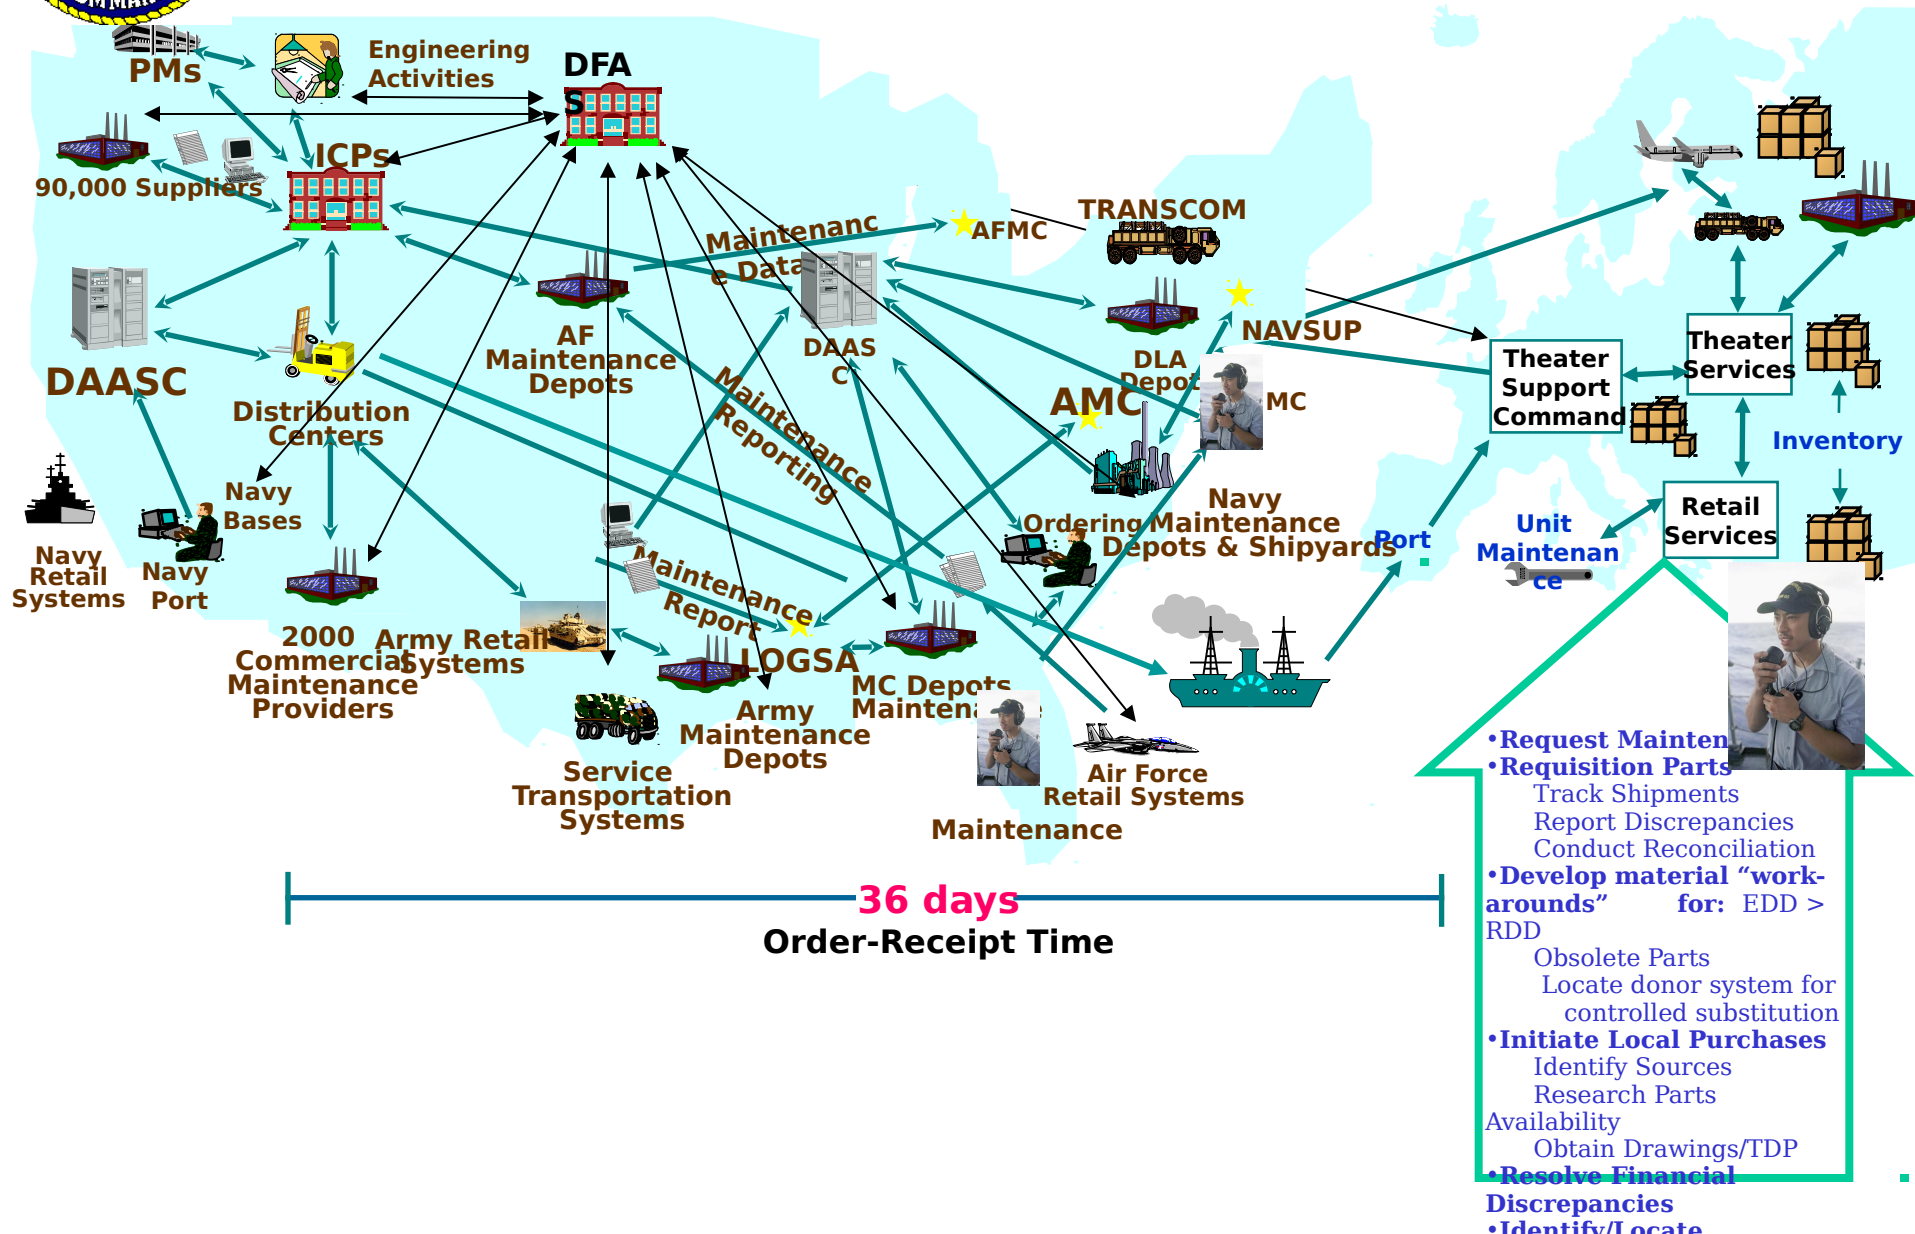 PMs
Engineering
Activities
DFA
S
90,000 Suppliers
ICPs
Maintenanc
e Data
AFMC
TRANSCOM
DAASC
AF
Maintenance
Depots
DAAS
C
DLA
NAVSUP
AMC
MC
Distribution
Centers
Maintenance
Reporting
Navy
Bases
Navy
Retail
Systems
Navy
Port
Ordering
Navy
Maintenance
Depots & Shipyards
Maintenance
Report
2000
Commercial
Maintenance
Providers
Army Retail
Systems
LOGSA
MC Depots
Army
Maintenance
Depots
Service
Transportation
Systems
Air Force
Retail Systems
Maintenance
Port
Theater
Support
Command
Theater
Services
Inventory
Retail
Services
Unit
Maintenan
ce
36 days
Order-Receipt Time
•Request Mainten
•Requisition Parts
Track Shipments
Report Discrepancies
Conduct Reconciliation
•Develop material “work-
arounds” for: EDD >
RDD
Obsolete Parts
Locate donor system for
controlled substitution
•Initiate Local Purchases
Identify Sources
Research Parts
Availability
Obtain Drawings/TDP
•Resolve Financial
Discrepancies
•Identify/Locate